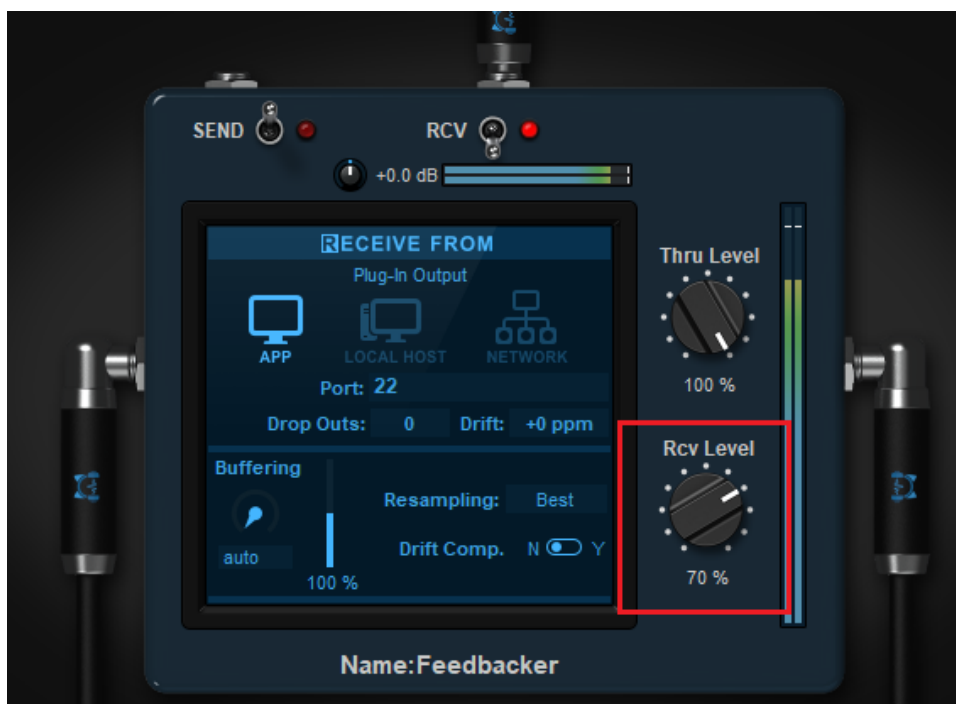 SEND
RCV
+0.0 dB
RECEIVE FROM
Plug-In Output
APP
LOCAL HOST
NETWORK
Port: 22
Drop Outs: 0 Drift: +0 ppm
Buffering
auto
100 %
Resampling: Best
Drift Comp. N Y
Thru Level
100 %
Rcv Level
70 %
Name:Feedbacker